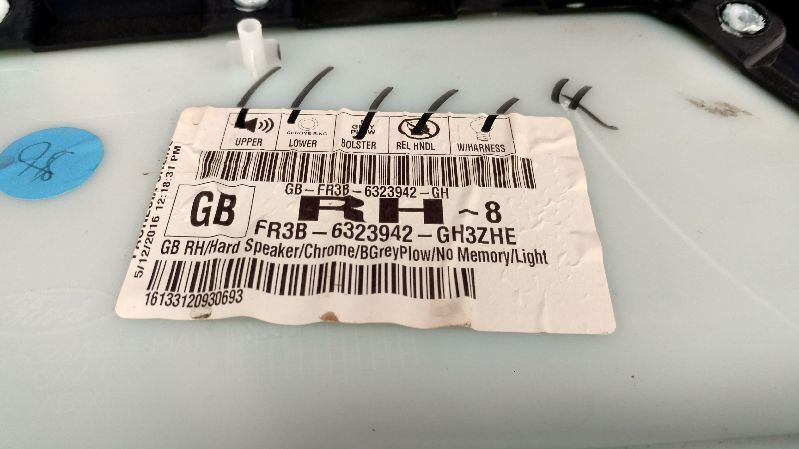 UPPER LOWER BOLSTER REL HNDL W/HARNESS
GB-FR3B-6323942-GH
GB RH ~8
FR3B-6323942-GH3ZHE
GB RH/Hard Speaker/Chrome/BGreyPlow/No Memory/Light
16133120930693
5/12/2016 12:18:31 PM